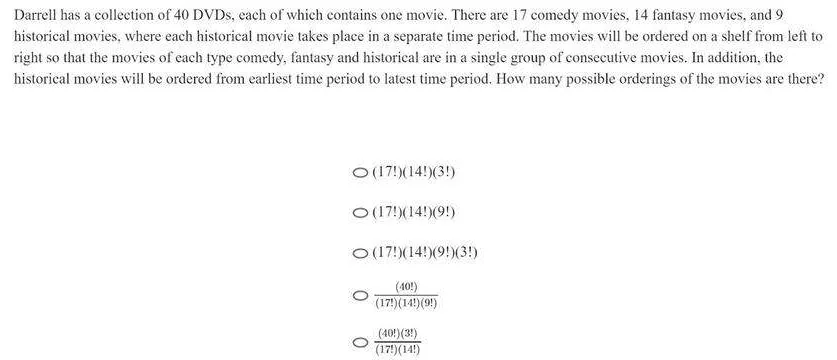 Darrell has a collection of 40 DVDs, each of which contains one movie. There are 17 comedy movies, 14 fantasy movies, and 9
historical movies, where each historical movie takes place in a separate time period. The movies will be ordered on a shelf from left to
right so that the movies of each type comedy, fantasy and historical are in a single group of consecutive movies. In addition, the
historical movies will be ordered from earliest time period to latest time period. How many possible orderings of the movies are there?
(17!)(14!)(3!)
(17!)(14!)(9!)
(17!)(14!)(9!)(3!)
(40!)
(17!)(14!)(9!)
(40!)(3!)
(17!)(14!)